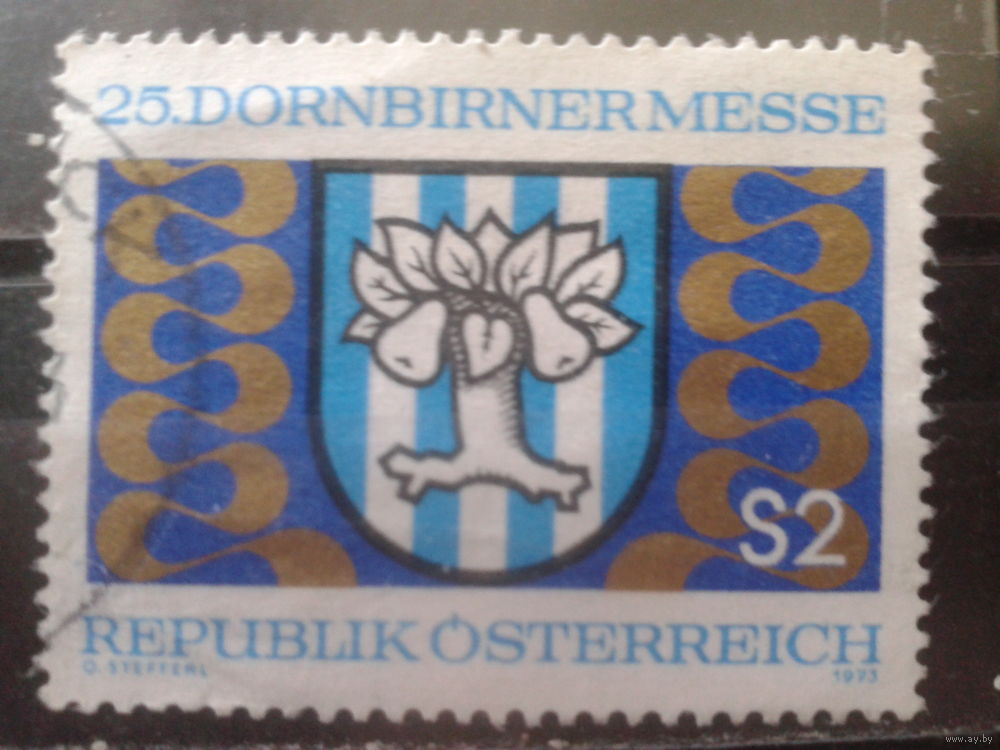 25. DORNBIRNER MESSE
S2
REPUBLIK ÖSTERREICH
O. STEFFERL 1973
www.ay.by